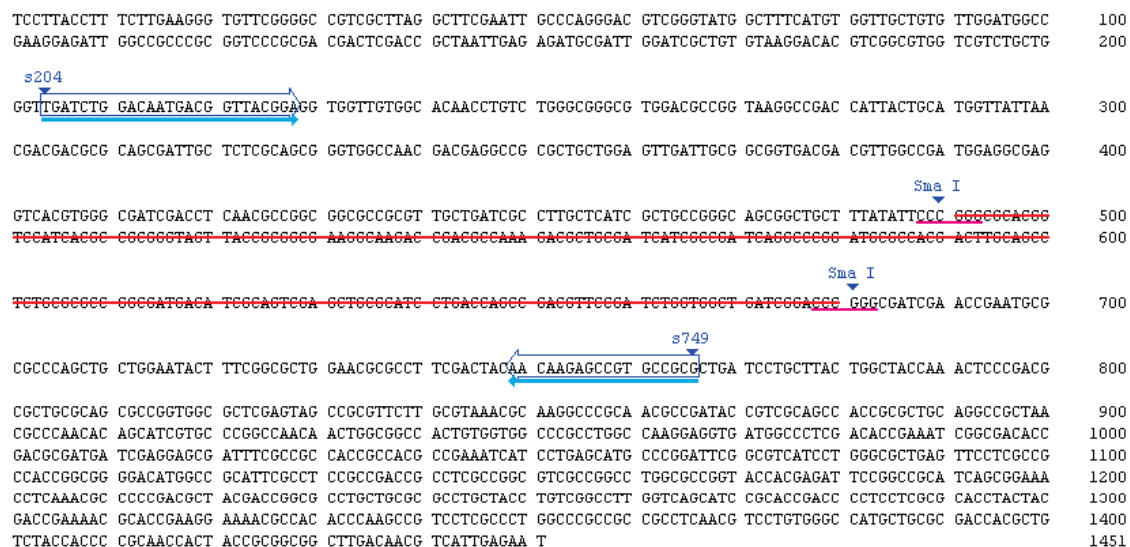 TCCTTACCTT TCTTGAAGGG TGTTCGGGGC CGTCGCTTAG GCTTCGAATT GCCCAGGGAC GTCGGGTATG GCTTTCATGT GGTTGCTGTG TTGGATGGCC 100
GAAGGAGATT GGCCGCCCGC GGTCCCGCGA CGACTCGACC GCTAATTGAG AGATGCGATT GGATCGCTGT GTAAGGACAC GTCGGCGTGG TCGTCTGCTG 200
s204
GGTTGATCTG GACAATGACG GTTACGGAGG TGGTTGTGGC ACAACCTGTC TGGGCGGGCG TGGACGCCGG TAAGGCCGAC CATTACTGCA TGGTTATTAA 300
CGACGACGCG CAGCGATTGC TCTCGCAGCG GGTGGCCAAC GACGAGGCCG CGCTGCTGGA GTTGATTGCG GCGGTGACGA CGTTGGCCGA TGGAGGCGAG 400
Sma I
GTCACGTGGG CGATCGACCT CAACGCCGGC GGCGCCGCGT TGCTGATCGC CTTGCTCATC GCTGCCGGGC AGCGGCTGCT TTATATTCCC GGGCGCACGG 500
TCCATCACGC CGCGGGTAGT TACCGCGGCG AAGGCAAGAC CGACGCCAAA GACGCTGCGA TCATCGCCGA TCAGGCCCGG ATGCGCCACG ACTTGCAGCC 600
Sma I
TCTGCGCGCC GGCGATGACA TCGCAGTCGA GCTGCGCATC CTGACCAGCC GACGTTCCGA TCTGGTGGCT GATCGGACCC GGGCGATCGA ACCGAATGCG 700
s749
CGCCCAGCTG CTGGAATACT TTCGGCGCTG GAACGCGCCT TCGACTACAA CAAGAGCCGT GCCGCGCTGA TCCTGCTTAC TGGCTACCAA ACTCCCGACG 800
CGCTGCGCAG CGCCGGTGGC GCTCGAGTAG CCGCGTTCTT GCGTAAACGC AAGGCCCGCA ACGCCGATAC CGTCGCAGCC ACCGCGCTGC AGGCCGCTAA 900
CGCCCAACAC AGCATCGTGC CCGGCCAACA ACTGGCGGCC ACTGTGGTGG CCCGCCTGGC CAAGGAGGTG ATGGCCCTCG ACACCGAAAT CGGCGACACC 1000
GACGCGATGA TCGAGGAGCG ATTTCGCCGC CACCGCCACG CCGAAATCAT CCTGAGCATG CCCGGATTCG GCGTCATCCT GGGCGCTGAG TTCCTCGCCG 1100
CCACCGGCGG GGACATGGCC GCATTCGCCT CCGCCGACCG CCTCGCCGGC GTCGCCGGCC TGGCGCCGGT ACCACGAGAT TCCGGCCGCA TCAGCGGAAA 1200
CCTCAAACGC CCCCGACGCT ACGACCGGCG CCTGCTGCGC GCCTGCTACC TGTCGGCCTT GGTCAGCATC CGCACCGACC CCTCCTCGCG CACCTACTAC 1300
GACCGAAAAC GCACCGAAGG AAAACGCCAC ACCCAAGCCG TCCTCGCCCT GGCCCGCCGC CGCCTCAACG TCCTGTGGGC CATGCTGCGC GACCACGCTG 1400
TCTACCACCC CGCAACCACT ACCGCGGCGG CTTGACAACG TCATTGAGAA T 1451